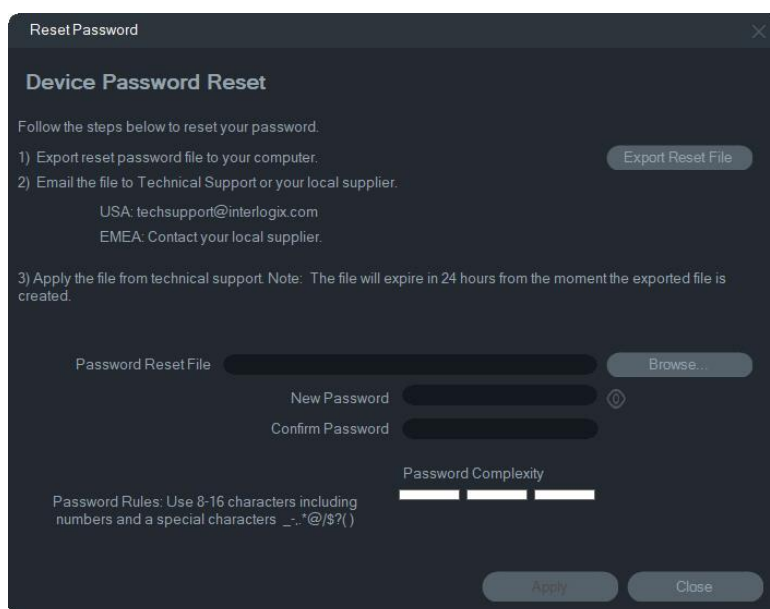 Reset Password
Device Password Reset
Follow the steps below to reset your password.
1) Export reset password file to your computer.
Export Reset File
2) Email the file to Technical Support or your local supplier.
USA: techsupport@interlogix.com
EMEA: Contact your local supplier.
3) Apply the file from technical support. Note: The file will expire in 24 hours from the moment the exported file is
created.
Password Reset File
Browse...
New Password
Confirm Password
Password Complexity
Password Rules: Use 8-16 characters including
numbers and a special characters _-,.*@/$?( )
Apply
Close